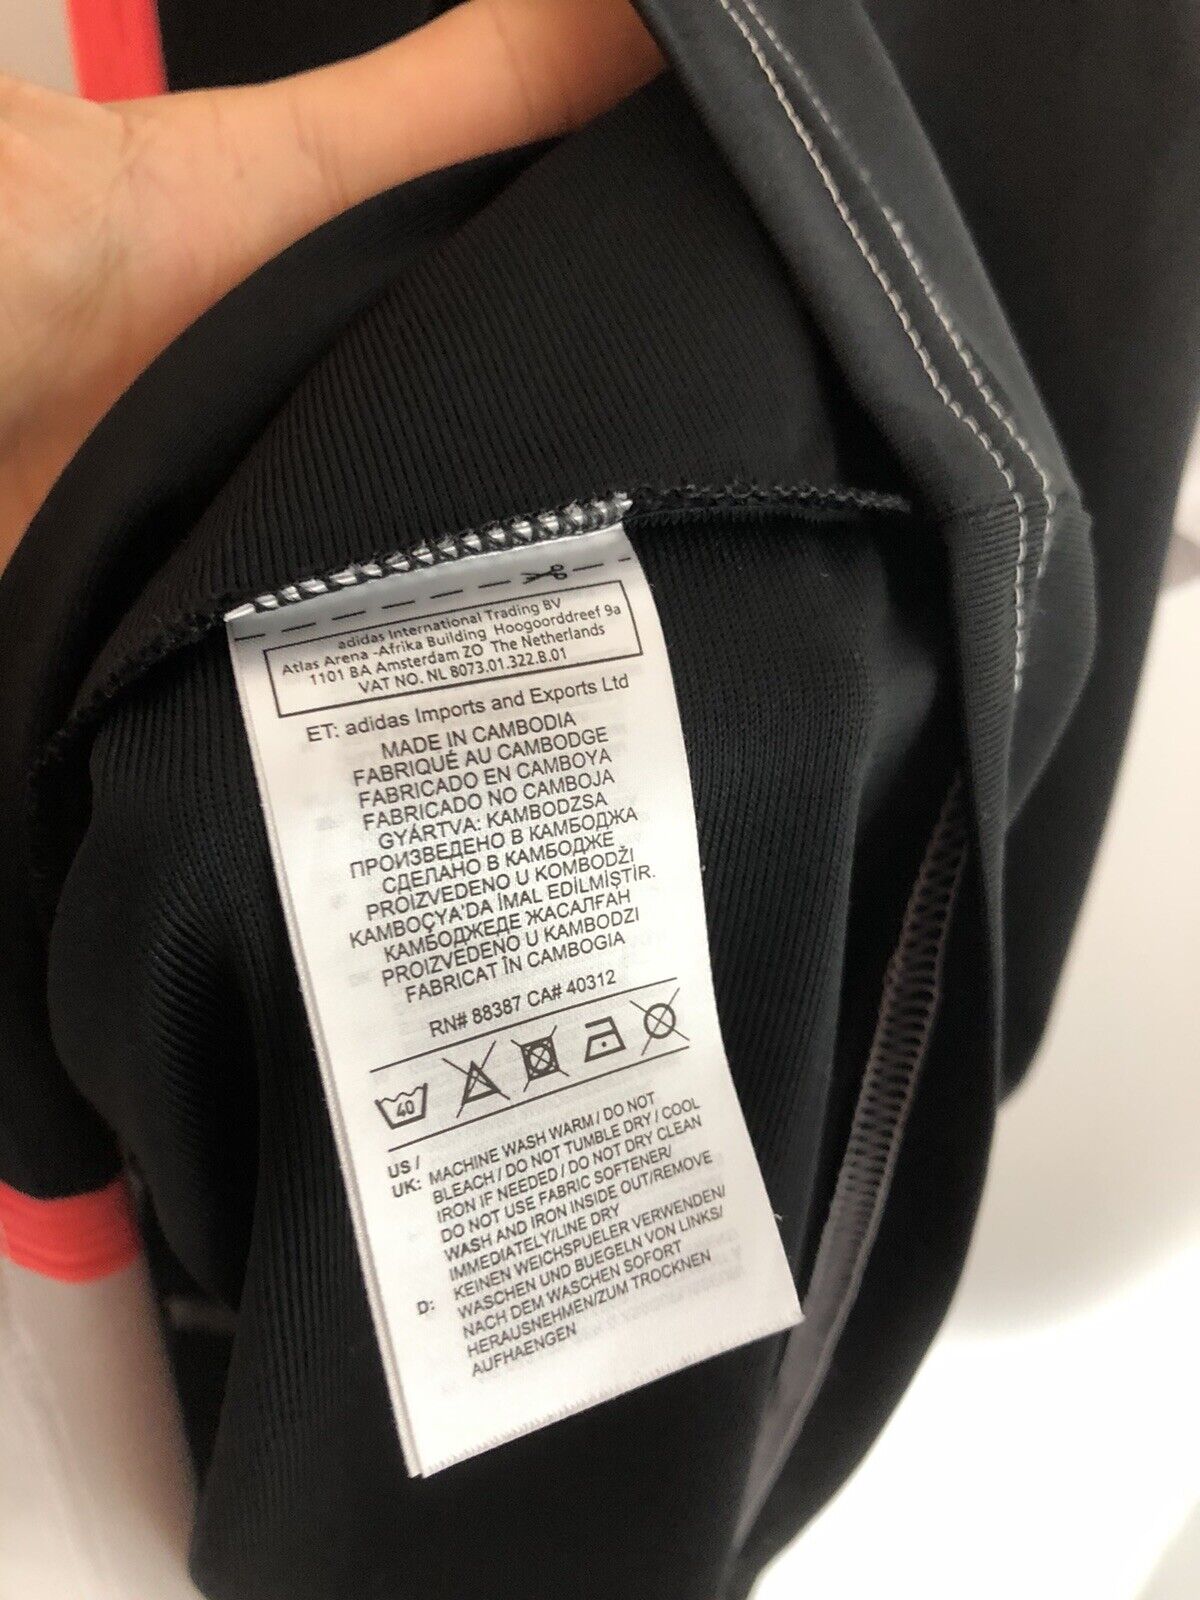 adidas International Trading BV
Atlas Arena -Afrika Building Hoogoorddreef 9a
1101 BA Amsterdam ZO The Netherlands
VAT NO. NL 8073.01.322.B.01
ET: adidas Imports and Exports Ltd
MADE IN CAMBODIA
FABRIQUÉ AU CAMBODGE
FABRICADO EN CAMBOYA
FABRICADO NO CAMBOJA
GYÁRTVA: KAMBODZSA
ПРОИЗВЕДЕНО В КАМБОДЖА
СДЕЛАНО В КАМБОДЖЕ
PROIZVEDENO U KOMBODŽI
KAMBOÇYA'DA İMAL EDİLMİŞTİR.
КАМБОДЖЕДЕ ЖАСАЛҒАН
PROIZVEDENO U KAMBODZI
FABRICAT ÎN CAMBOGIA
RN# 88387 CA# 40312
40
US / UK: MACHINE WASH WARM / DO NOT
BLEACH / DO NOT TUMBLE DRY / COOL
IRON IF NEEDED / DO NOT DRY CLEAN
DO NOT USE FABRIC SOFTENER/
WASH AND IRON INSIDE OUT/REMOVE
IMMEDIATELY/LINE DRY
D: KEINEN WEICHSPUELER VERWENDEN/
WASCHEN UND BUEGELN VON LINKS/
NACH DEM WASCHEN SOFORT
HERAUSNEHMEN/ZUM TROCKNEN
AUFHAENGEN